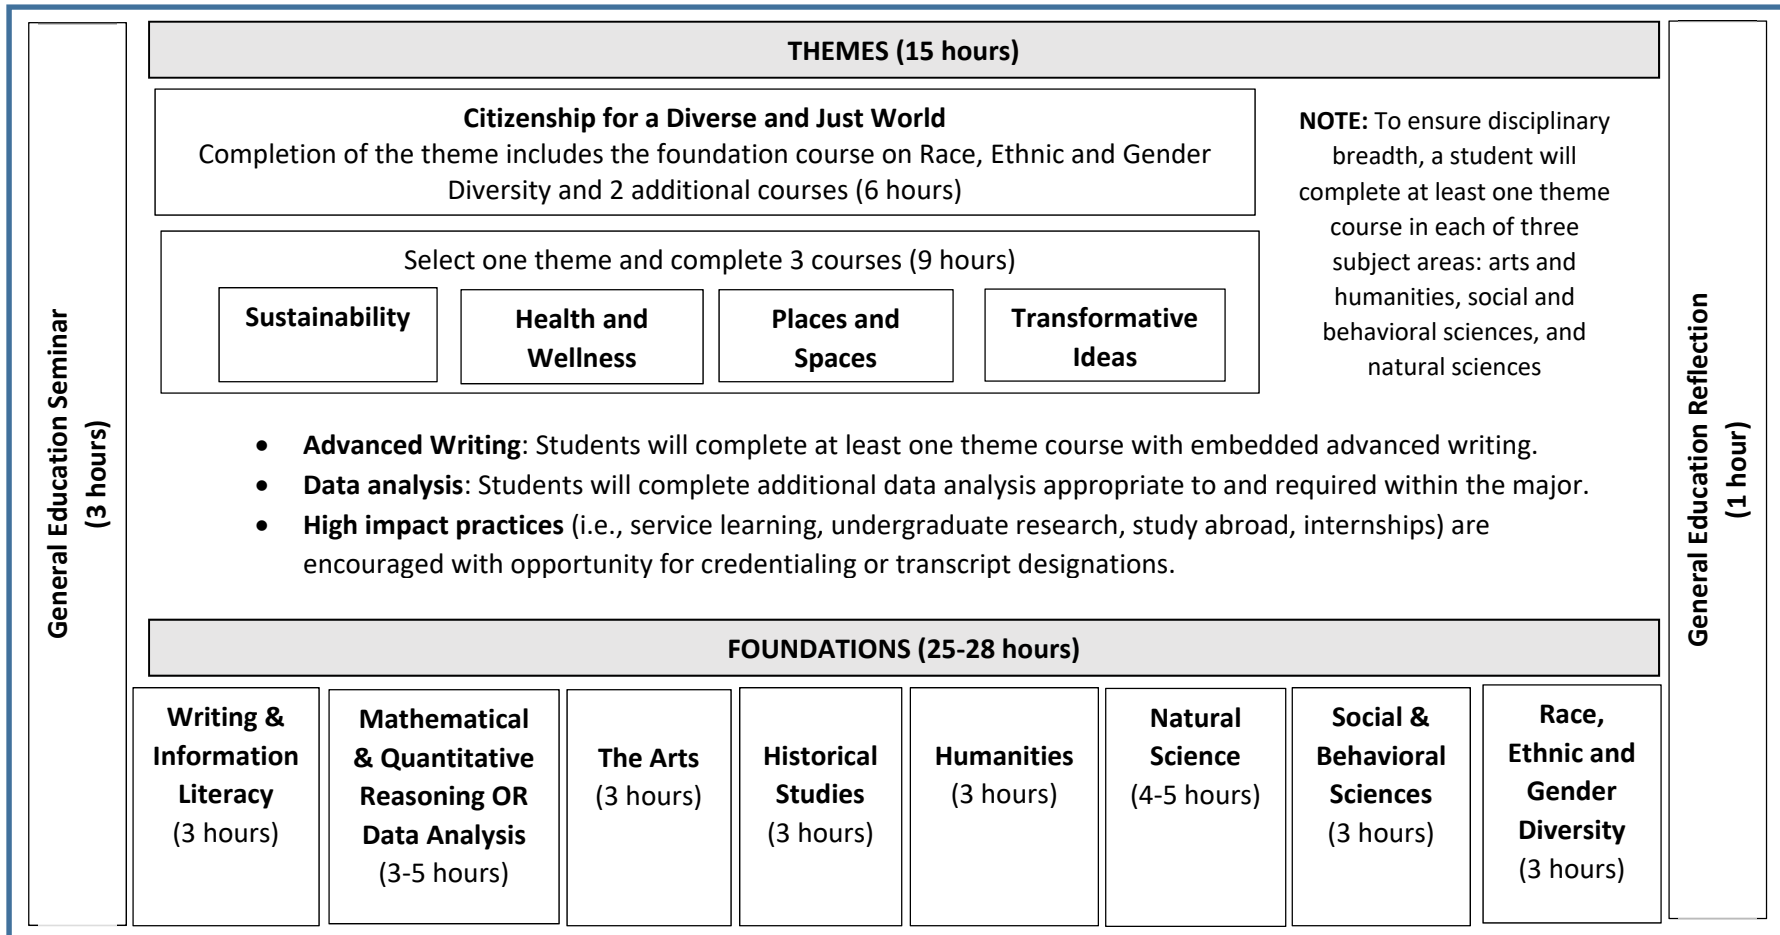 General Education Seminar
(3 hours)
THEMES (15 hours)
Citizenship for a Diverse and Just World
Completion of the theme includes the foundation course on Race, Ethnic and Gender
Diversity and 2 additional courses (6 hours)
Select one theme and complete 3 courses (9 hours)
Sustainability
Health and
Wellness
Places and
Spaces
Transformative
Ideas
NOTE: To ensure disciplinary
breadth, a student will
complete at least one theme
course in each of three
subject areas: arts and
humanities, social and
behavioral sciences, and
natural sciences
• Advanced Writing: Students will complete at least one theme course with embedded advanced writing.
• Data analysis: Students will complete additional data analysis appropriate to and required within the major.
• High impact practices (i.e., service learning, undergraduate research, study abroad, internships) are
encouraged with opportunity for credentialing or transcript designations.
FOUNDATIONS (25-28 hours)
Writing &
Information
Literacy
(3 hours)
Mathematical
& Quantitative
Reasoning OR
Data Analysis
(3-5 hours)
The Arts
(3 hours)
Historical
Studies
(3 hours)
Humanities
(3 hours)
Natural
Science
(4-5 hours)
Social &
Behavioral
Sciences
(3 hours)
Race,
Ethnic and
Gender
Diversity
(3 hours)
General Education Reflection
(1 hour)